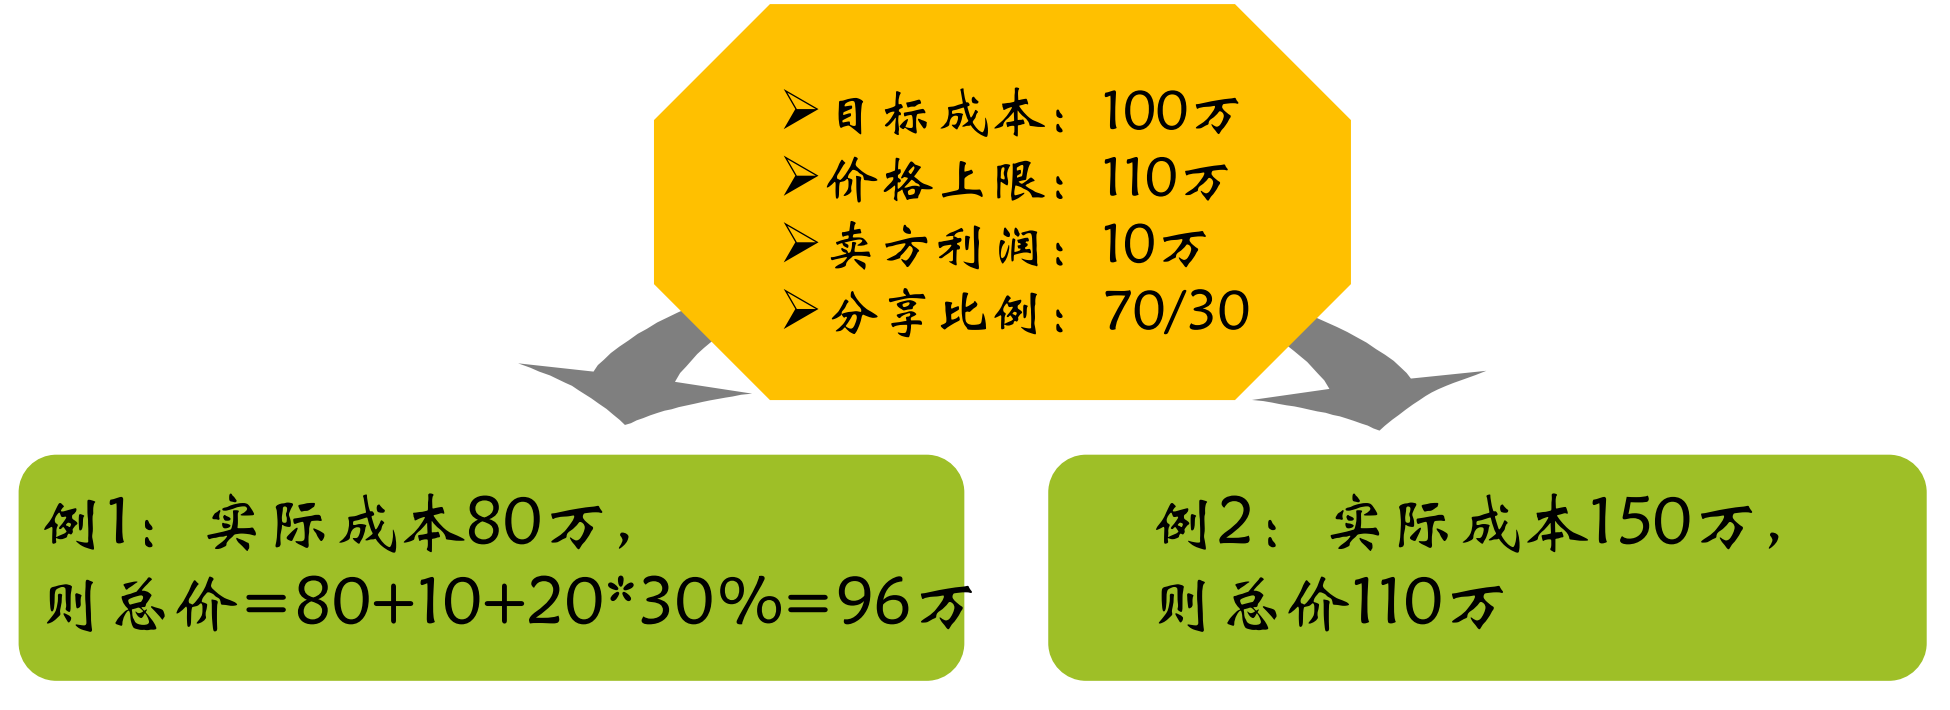 ➢目标成本：100万
➢价格上限：110万
➢卖方利润：10万
➢分享比例：70/30
例1：实际成本80万，
则总价=80+10+20*30%=96万
例2：实际成本150万，
则总价110万